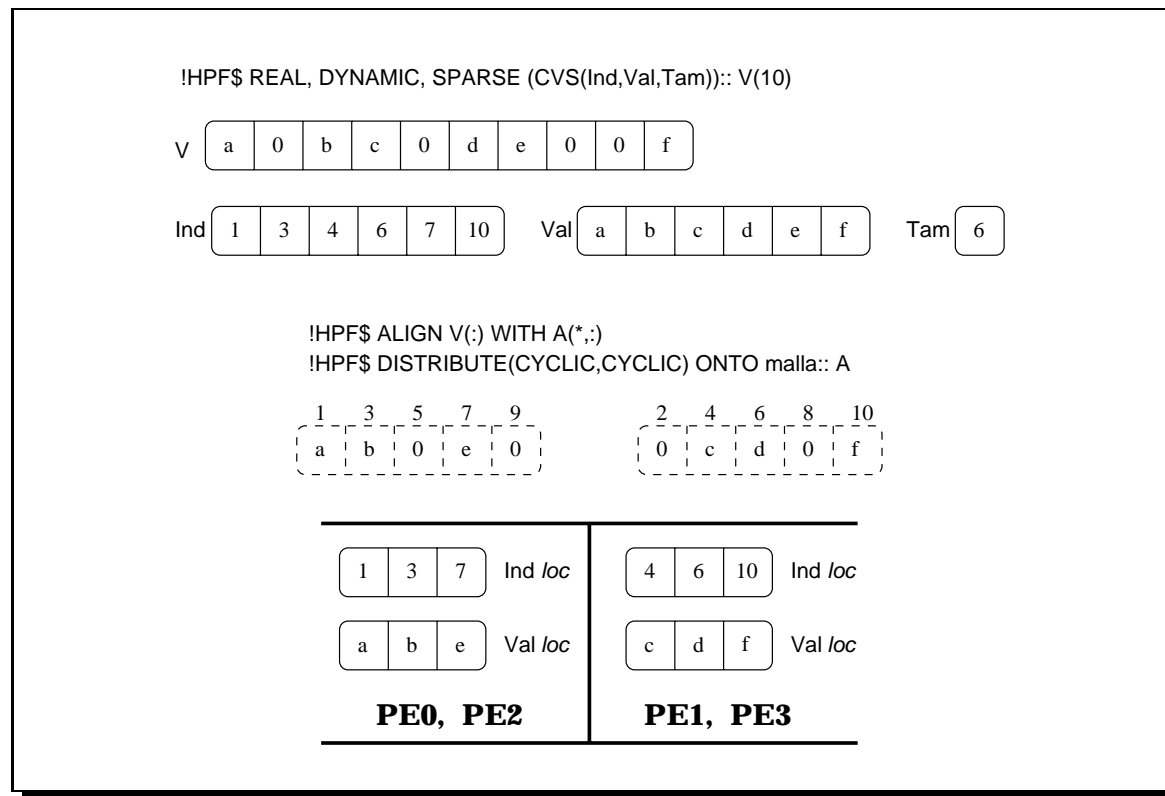 !HPF$ REAL, DYNAMIC, SPARSE (CVS(Ind,Val,Tam)):: V(10)
V a 0 b c 0 d e 0 0 f
Ind 1 3 4 6 7 10 Val a b c d e f Tam 6
!HPF$ ALIGN V(:) WITH A(*,:)
!HPF$ DISTRIBUTE(CYCLIC,CYCLIC) ONTO malla:: A
1 3 5 7 9 2 4 6 8 10
a b 0 e 0 0 c d 0 f
1 3 7 Ind loc 4 6 10 Ind loc
a b e Val loc c d f Val loc
PE0, PE2 PE1, PE3